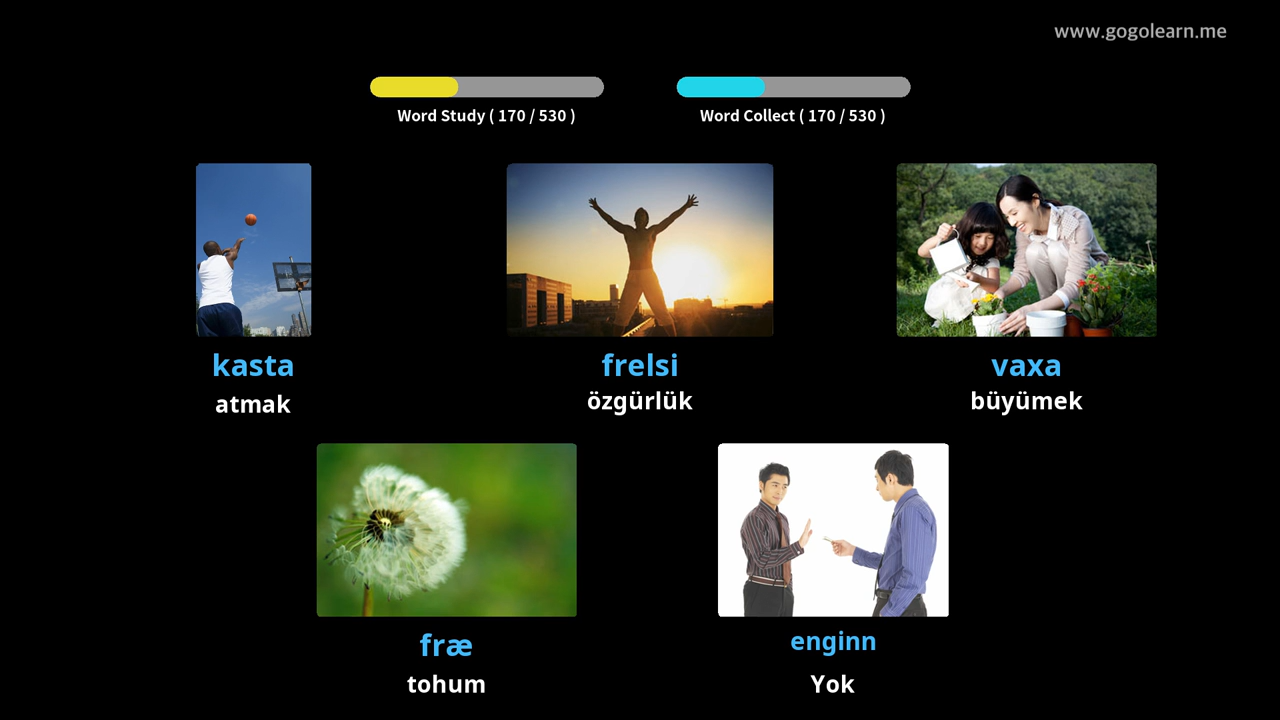 www.gogolearn.me
Word Study ( 170 / 530 )
Word Collect ( 170 / 530 )
kasta
atmak
frelsi
özgürlük
vaxa
büyümek
fræ
tohum
enginn
Yok